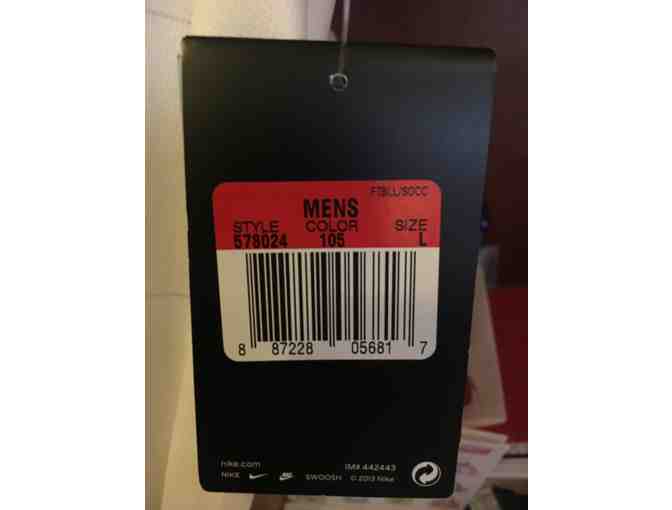 FTBLL/SOCC
MENS
STYLE COLOR SIZE
578024 105 L
8 87228 05681 7
nike.com IM# 442443
NIKE SWOOSH © 2013 Nike